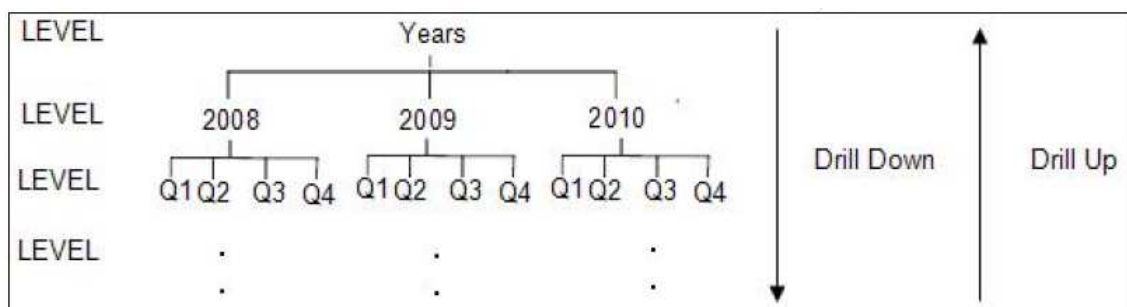 LEVEL Years
LEVEL 2008 2009 2010
Drill Down Drill Up
LEVEL Q1 Q2 Q3 Q4 Q1 Q2 Q3 Q4 Q1 Q2 Q3 Q4
LEVEL